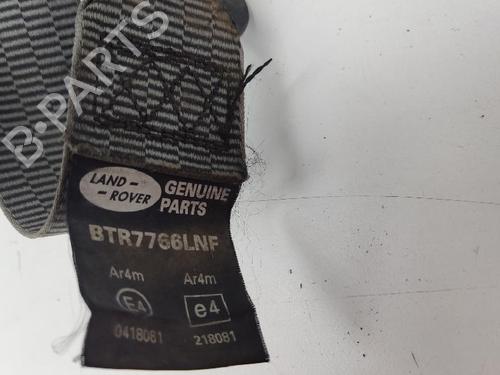 B-PARTS
LAND-
-ROVER
GENUINE
PARTS
BTR7766LNF
Ar4m Ar4m
E4 e4
0418081 218081